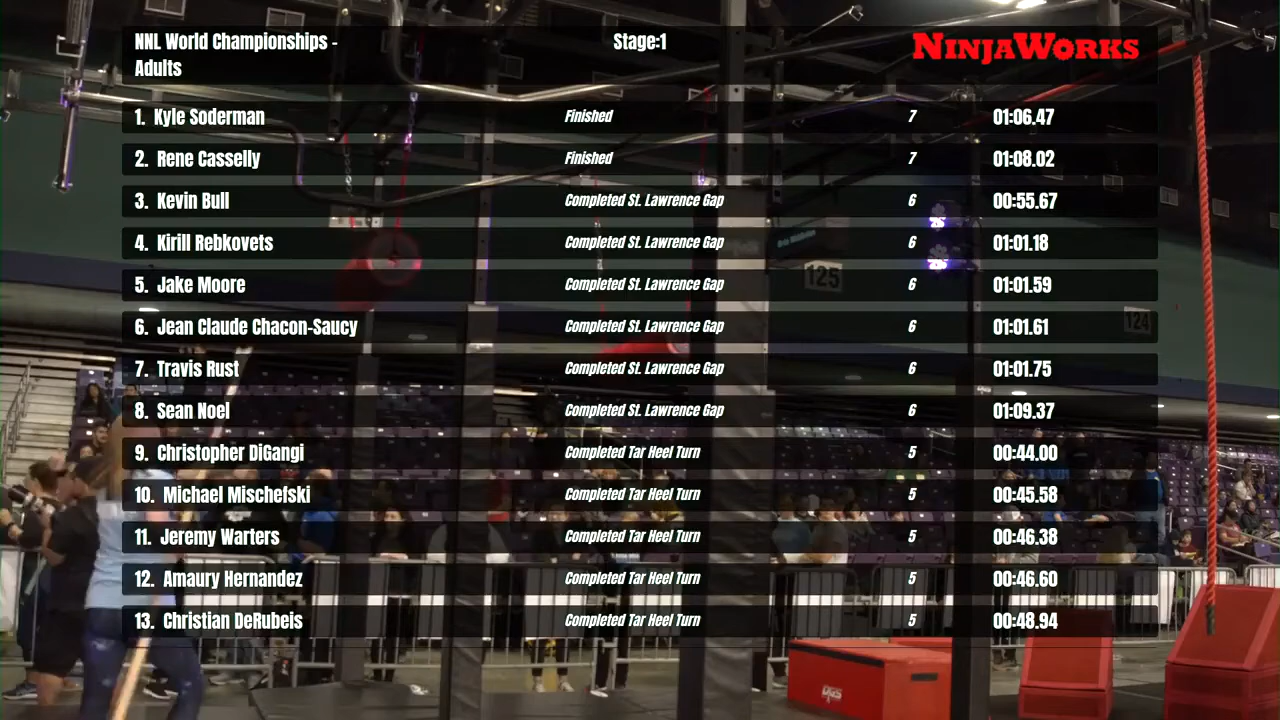 NNL World Championships -
Adults
Stage:1
NINJAWORKS
1. Kyle Soderman Finished 7 01:06.47
2. Rene Casselly Finished 7 01:08.02
3. Kevin Bull Completed St. Lawrence Gap 6 00:55.67
4. Kirill Rebkovets Completed St. Lawrence Gap 6 01:01.18
5. Jake Moore Completed St. Lawrence Gap 6 01:01.59
6. Jean Claude Chacon-Saucy Completed St. Lawrence Gap 6 01:01.61
7. Travis Rust Completed St. Lawrence Gap 6 01:01.75
8. Sean Noel Completed St. Lawrence Gap 6 01:09.37
9. Christopher DiGangi Completed Tar Heel Turn 5 00:44.00
10. Michael Mischefski Completed Tar Heel Turn 5 00:45.58
11. Jeremy Warters Completed Tar Heel Turn 5 00:46.38
12. Amaury Hernandez Completed Tar Heel Turn 5 00:46.60
13. Christian DeRubeis Completed Tar Heel Turn 5 00:48.94
125
124